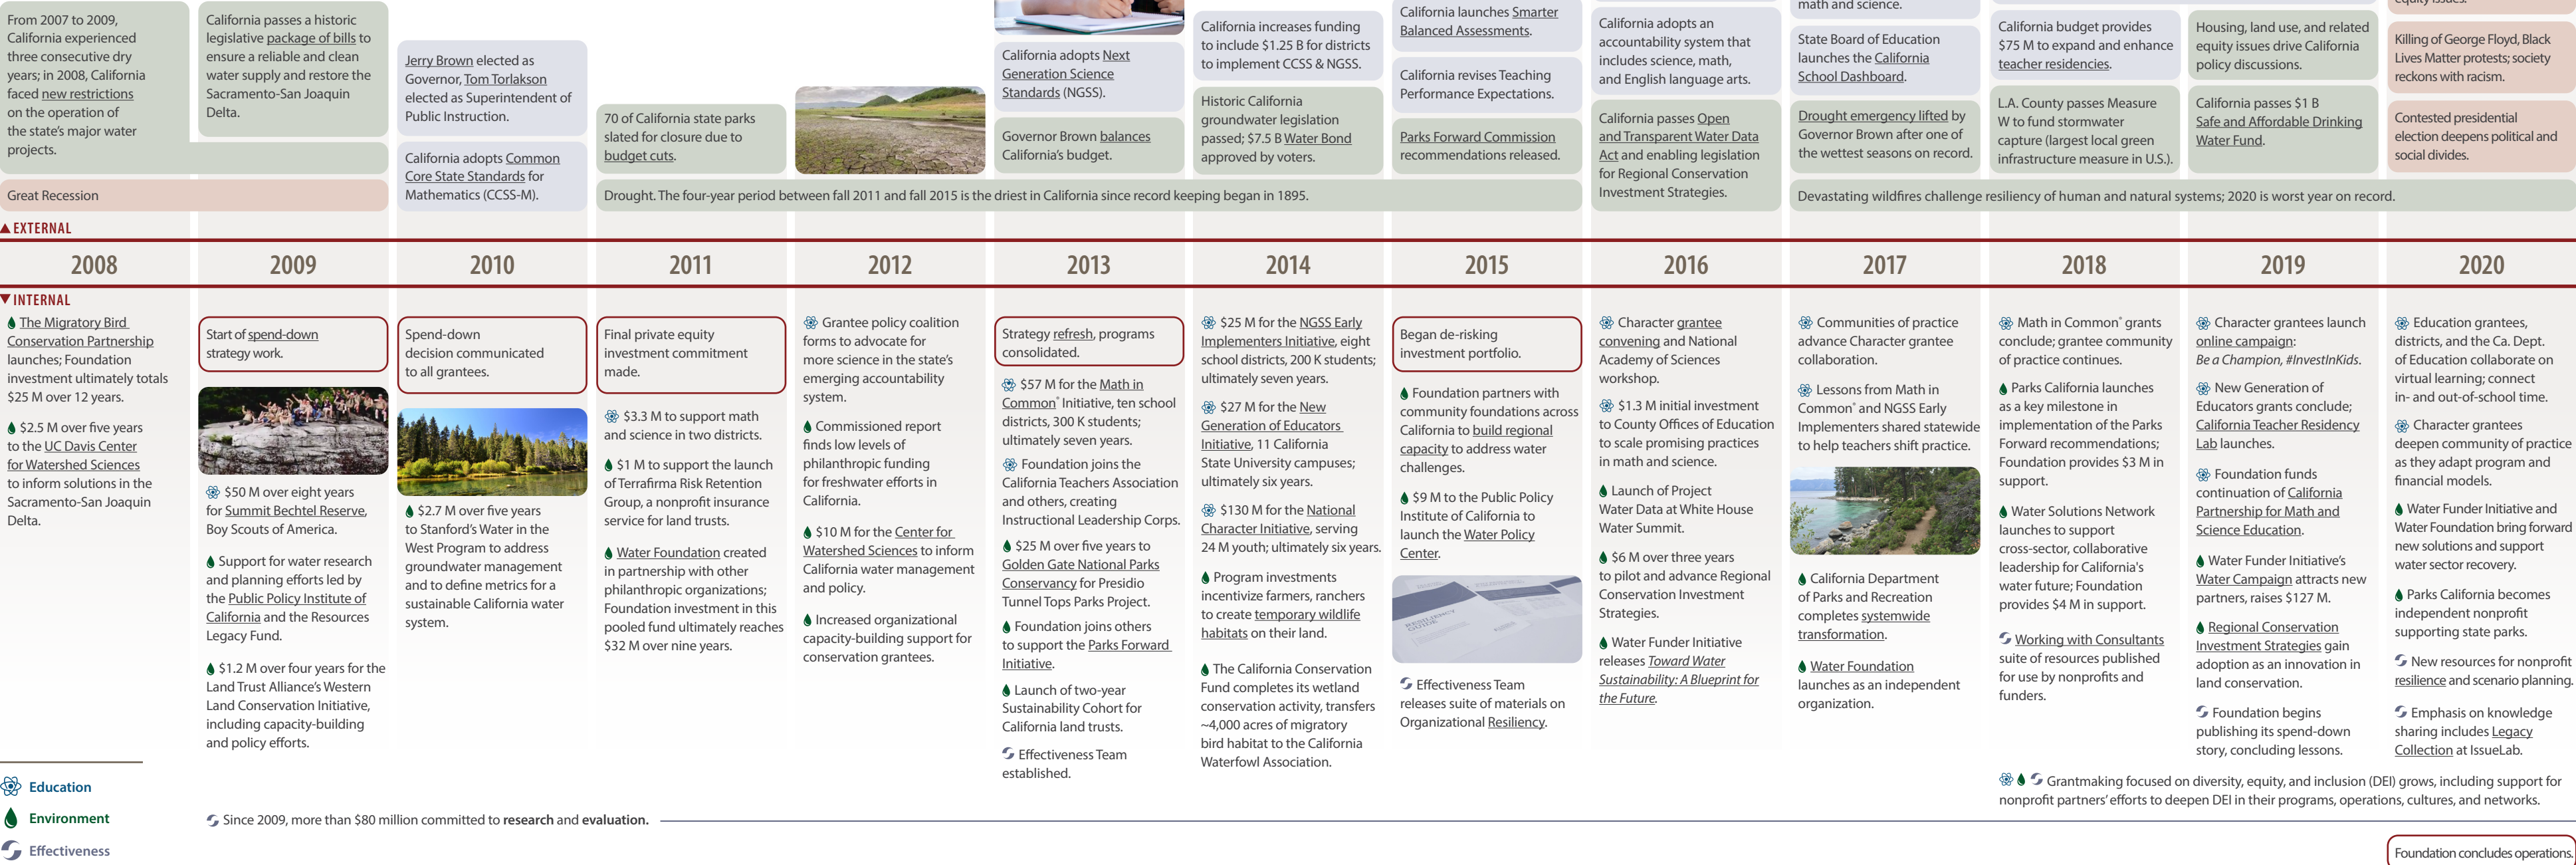 From 2007 to 2009,
California experienced
three consecutive dry
years; in 2008, California
faced new restrictions
on the operation of
the state's major water
projects.
California passes a historic
legislative package of bills to
ensure a reliable and clean
water supply and restore the
Sacramento-San Joaquin
Delta.
Great Recession
Jerry Brown elected as
Governor, Tom Torlakson
elected as Superintendent of
Public Instruction.
California adopts Common
Core State Standards for
Mathematics (CCSS-M).
70 of California state parks
slated for closure due to
budget cuts.
California adopts Next
Generation Science
Standards (NGSS).
Governor Brown balances
California's budget.
California increases funding
to include $1.25 B for districts
to implement CCSS & NGSS.
Historic California
groundwater legislation
passed; $7.5 B Water Bond
approved by voters.
California launches Smarter
Balanced Assessments.
California revises Teaching
Performance Expectations.
Parks Forward Commission
recommendations released.
Drought. The four-year period between fall 2011 and fall 2015 is the driest in California since record keeping began in 1895.
California adopts an
accountability system that
includes science, math,
and English language arts.
California passes Open
and Transparent Water Data
Act and enabling legislation
for Regional Conservation
Investment Strategies.
math and science.
State Board of Education
launches the California
School Dashboard.
Drought emergency lifted by
Governor Brown after one of
the wettest seasons on record.
California budget provides
$75 M to expand and enhance
teacher residencies.
L.A. County passes Measure
W to fund stormwater
capture (largest local green
infrastructure measure in U.S.).
Housing, land use, and related
equity issues drive California
policy discussions.
California passes $1 B
Safe and Affordable Drinking
Water Fund.
equity issues.
Killing of George Floyd, Black
Lives Matter protests; society
reckons with racism.
Contested presidential
election deepens political and
social divides.
Devastating wildfires challenge resiliency of human and natural systems; 2020 is worst year on record.
EXTERNAL
2008 2009 2010 2011 2012 2013 2014 2015 2016 2017 2018 2019 2020
INTERNAL
The Migratory Bird
Conservation Partnership
launches; Foundation
investment ultimately totals
$25 M over 12 years.
$2.5 M over five years
to the UC Davis Center
for Watershed Sciences
to inform solutions in the
Sacramento-San Joaquin
Delta.
Start of spend-down
strategy work.
$50 M over eight years
for Summit Bechtel Reserve,
Boy Scouts of America.
Support for water research
and planning efforts led by
the Public Policy Institute of
California and the Resources
Legacy Fund.
$1.2 M over four years for the
Land Trust Alliance's Western
Land Conservation Initiative,
including capacity-building
and policy efforts.
Spend-down
decision communicated
to all grantees.
$2.7 M over five years
to Stanford's Water in the
West Program to address
groundwater management
and to define metrics for a
sustainable California water
system.
Final private equity
investment commitment
made.
$3.3 M to support math
and science in two districts.
$1 M to support the launch
of Terrafirma Risk Retention
Group, a nonprofit insurance
service for land trusts.
Water Foundation created
in partnership with other
philanthropic organizations;
Foundation investment in this
pooled fund ultimately reaches
$32 M over nine years.
Grantee policy coalition
forms to advocate for
more science in the state's
emerging accountability
system.
Commissioned report
finds low levels of
philanthropic funding
for freshwater efforts in
California.
$10 M for the Center for
Watershed Sciences to inform
California water management
and policy.
Increased organizational
capacity-building support for
conservation grantees.
Strategy refresh, programs
consolidated.
$57 M for the Math in
Common® Initiative, ten school
districts, 300 K students;
ultimately seven years.
Foundation joins the
California Teachers Association
and others, creating
Instructional Leadership Corps.
$25 M over five years to
Golden Gate National Parks
Conservancy for Presidio
Tunnel Tops Parks Project.
Foundation joins others
to support the Parks Forward
Initiative.
Launch of two-year
Sustainability Cohort for
California land trusts.
Effectiveness Team
established.
$25 M for the NGSS Early
Implementers Initiative, eight
school districts, 200 K students;
ultimately seven years.
$27 M for the New
Generation of Educators
Initiative, 11 California
State University campuses;
ultimately six years.
$130 M for the National
Character Initiative, serving
24 M youth; ultimately six years.
Program investments
incentivize farmers, ranchers
to create temporary wildlife
habitats on their land.
The California Conservation
Fund completes its wetland
conservation activity, transfers
~4,000 acres of migratory
bird habitat to the California
Waterfowl Association.
Began de-risking
investment portfolio.
Foundation partners with
community foundations across
California to build regional
capacity to address water
challenges.
$9 M to the Public Policy
Institute of California to
launch the Water Policy
Center.
RESILIENCY
GUIDE
Effectiveness Team
releases suite of materials on
Organizational Resiliency.
Character grantee
convening and National
Academy of Sciences
workshop.
$1.3 M initial investment
to County Offices of Education
to scale promising practices
in math and science.
Launch of Project
Water Data at White House
Water Summit.
$6 M over three years
to pilot and advance Regional
Conservation Investment
Strategies.
Water Funder Initiative
releases Toward Water
Sustainability: A Blueprint for
the Future.
Communities of practice
advance Character grantee
collaboration.
Lessons from Math in
Common® and NGSS Early
Implementers shared statewide
to help teachers shift practice.
California Department
of Parks and Recreation
completes systemwide
transformation.
Water Foundation
launches as an independent
organization.
Math in Common® grants
conclude; grantee community
of practice continues.
Parks California launches
as a key milestone in
implementation of the Parks
Forward recommendations;
Foundation provides $3 M in
support.
Water Solutions Network
launches to support
cross-sector, collaborative
leadership for California's
water future; Foundation
provides $4 M in support.
Working with Consultants
suite of resources published
for use by nonprofits and
funders.
Character grantees launch
online campaign:
Be a Champion, #InvestInKids.
New Generation of
Educators grants conclude;
California Teacher Residency
Lab launches.
Foundation funds
continuation of California
Partnership for Math and
Science Education.
Water Funder Initiative's
Water Campaign attracts new
partners, raises $127 M.
Regional Conservation
Investment Strategies gain
adoption as an innovation in
land conservation.
Foundation begins
publishing its spend-down
story, concluding lessons.
Education grantees,
districts, and the Ca. Dept.
of Education collaborate on
virtual learning; connect
in- and out-of-school time.
Character grantees
deepen community of practice
as they adapt program and
financial models.
Water Funder Initiative and
Water Foundation bring forward
new solutions and support
water sector recovery.
Parks California becomes
independent nonprofit
supporting state parks.
New resources for nonprofit
resilience and scenario planning.
Emphasis on knowledge
sharing includes Legacy
Collection at IssueLab.
Grantmaking focused on diversity, equity, and inclusion (DEI) grows, including support for
nonprofit partners' efforts to deepen DEI in their programs, operations, cultures, and networks.
Education
Environment
Effectiveness
Since 2009, more than $80 million committed to research and evaluation.
Foundation concludes operations.